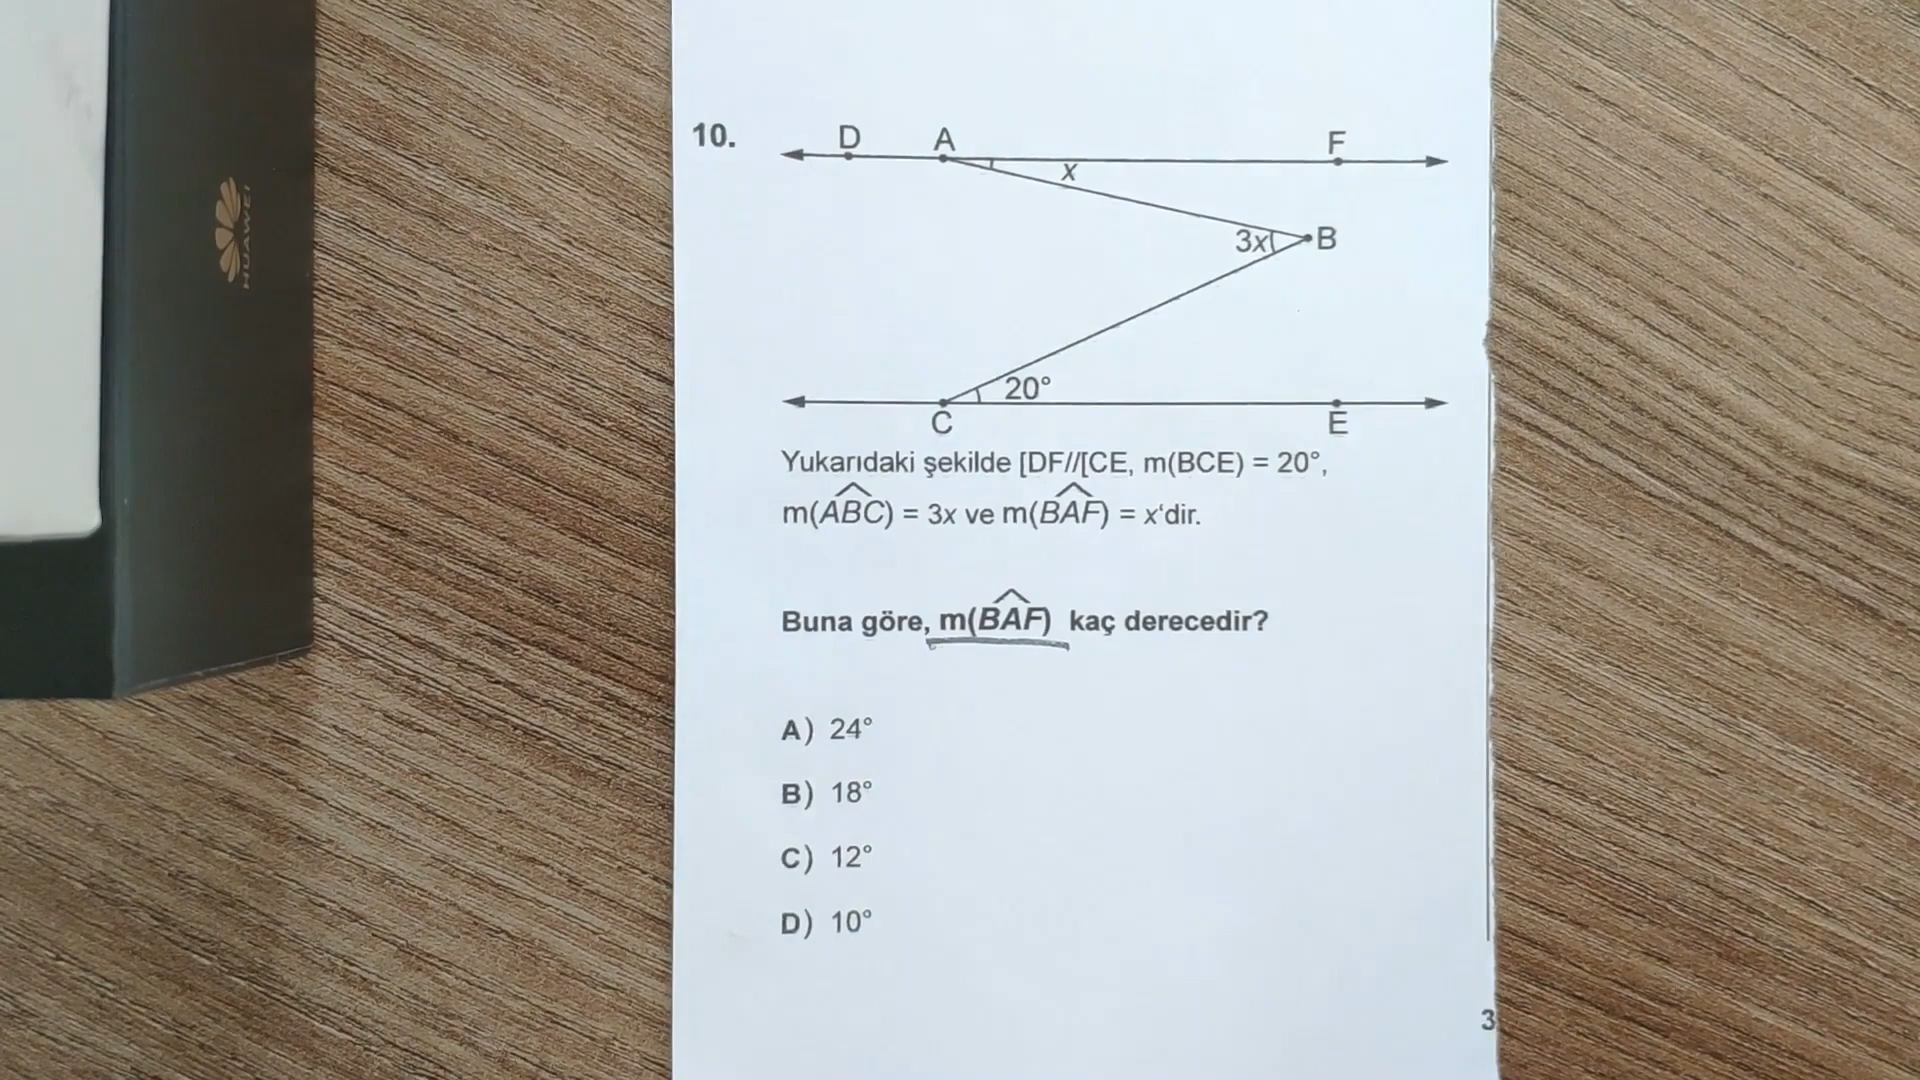 HUAWEI
10.
D A F
x
3x B
20°
C E
Yukarıdaki şekilde [DF//[CE, m(BCE) = 20°,
m(ABC) = 3x ve m(BAF) = x'dir.
Buna göre, m(BAF) kaç derecedir?
A) 24°
B) 18°
C) 12°
D) 10°
3